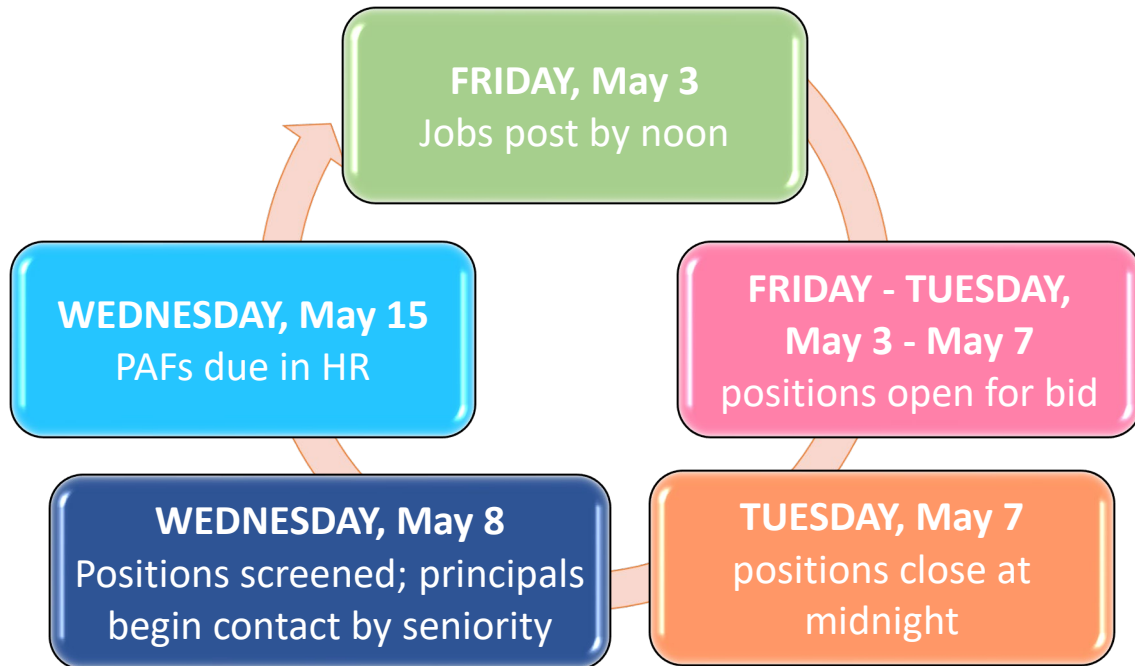 FRIDAY, May 3
Jobs post by noon
FRIDAY - TUESDAY,
May 3 - May 7
positions open for bid
TUESDAY, May 7
positions close at
midnight
WEDNESDAY, May 8
Positions screened; principals
begin contact by seniority
WEDNESDAY, May 15
PAFs due in HR